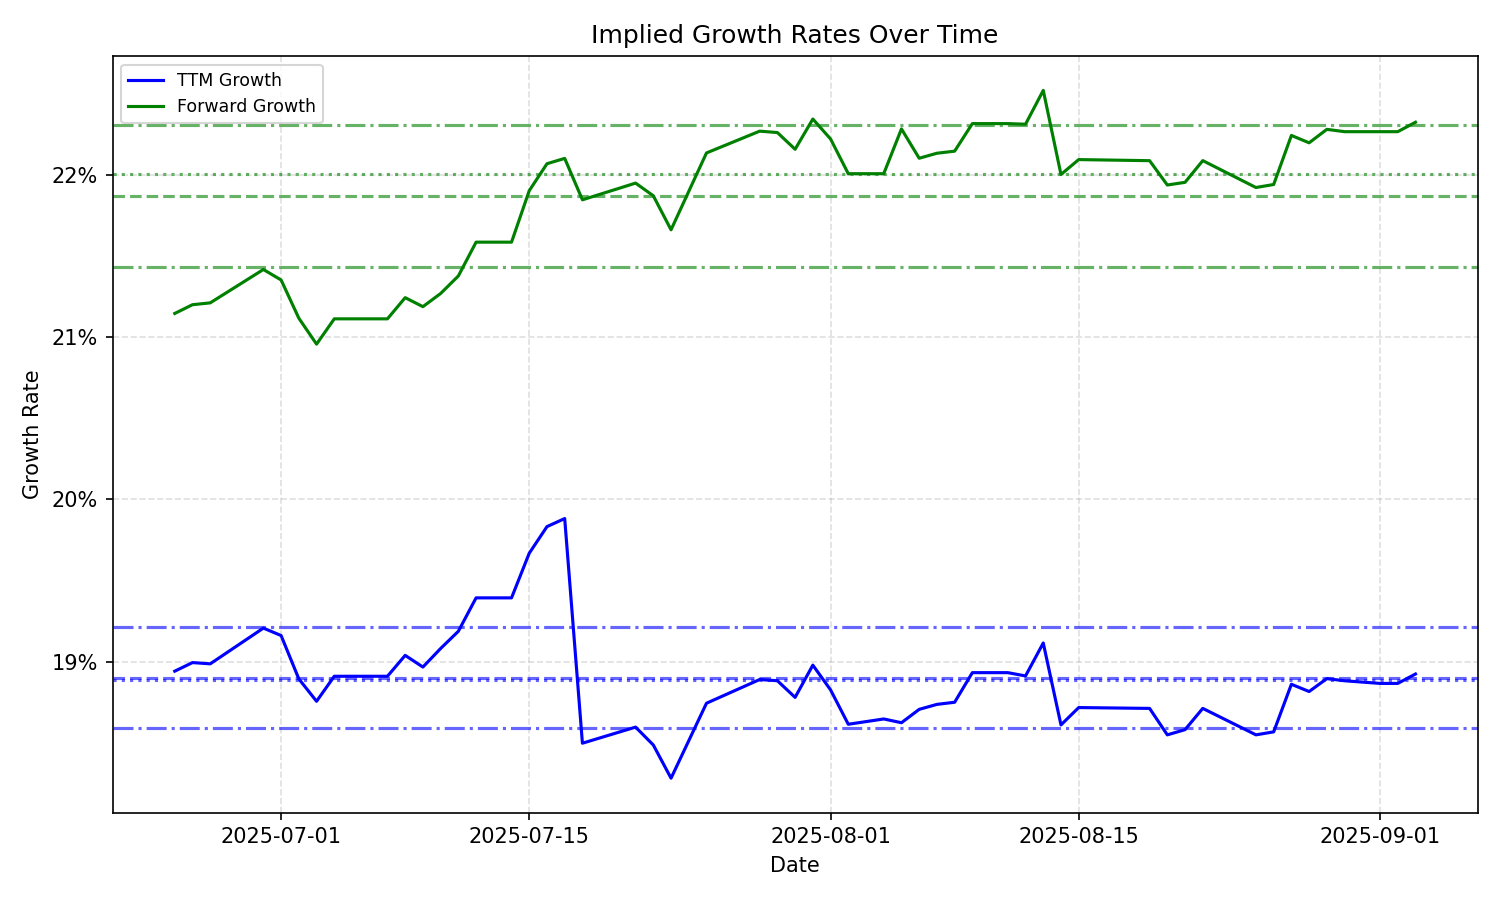 Implied Growth Rates Over Time
TTM Growth
Forward Growth
22%
21%
20%
19%
Growth Rate
2025-07-01
2025-07-15
2025-08-01
2025-08-15
2025-09-01
Date